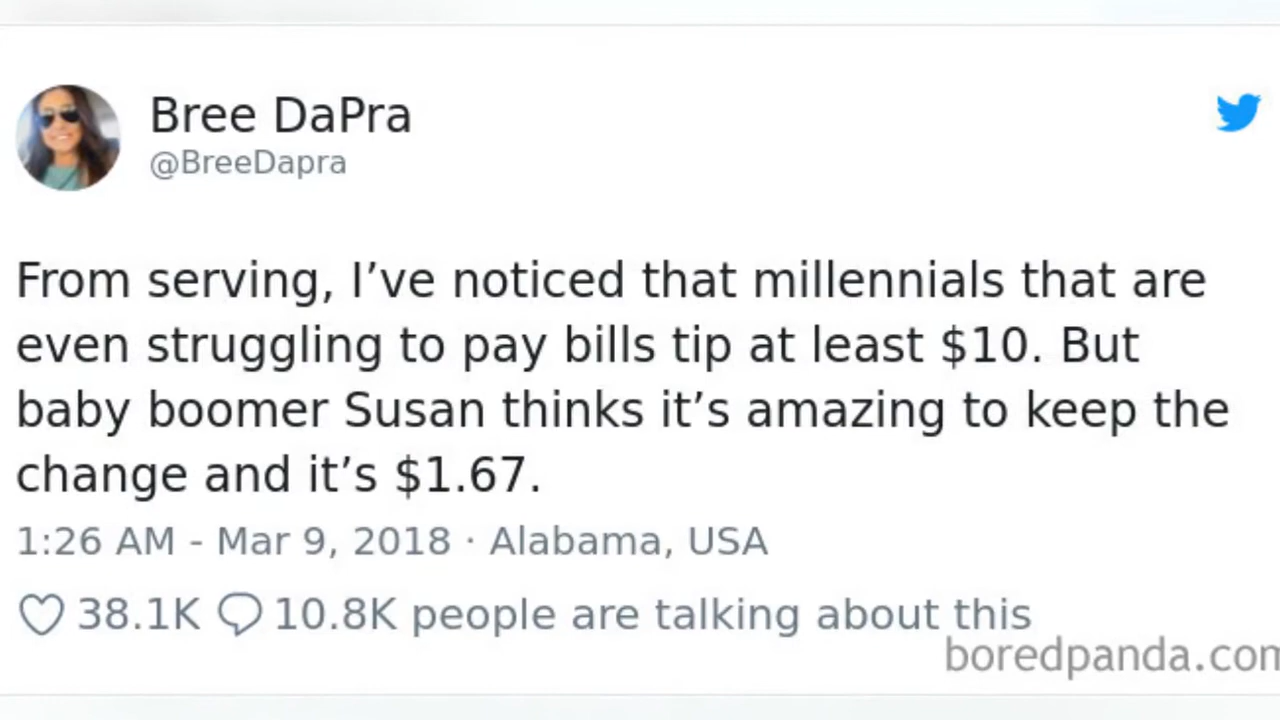 Bree DaPra
@BreeDapra
From serving, I’ve noticed that millennials that are
even struggling to pay bills tip at least $10. But
baby boomer Susan thinks it’s amazing to keep the
change and it’s $1.67.
1:26 AM - Mar 9, 2018 · Alabama, USA
38.1K 10.8K people are talking about this
boredpanda.com